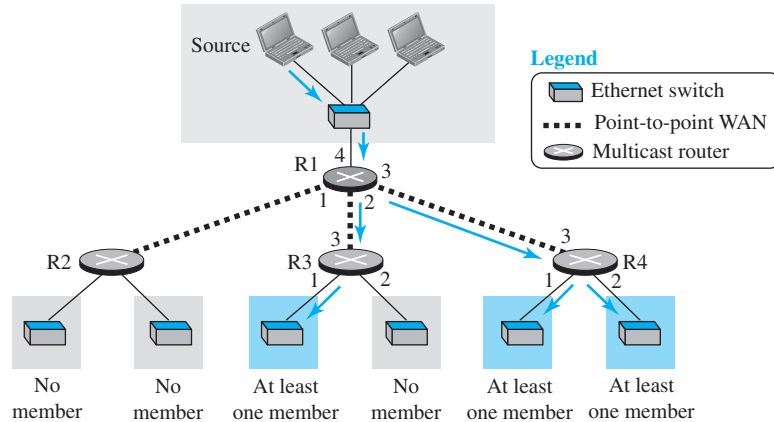 Source
Legend
Ethernet switch
Point-to-point WAN
Multicast router
4
R1
3
1
2
R2
3
R3
1
2
3
R4
1
2
No
member
No
member
At least
one member
No
member
At least
one member
At least
one member